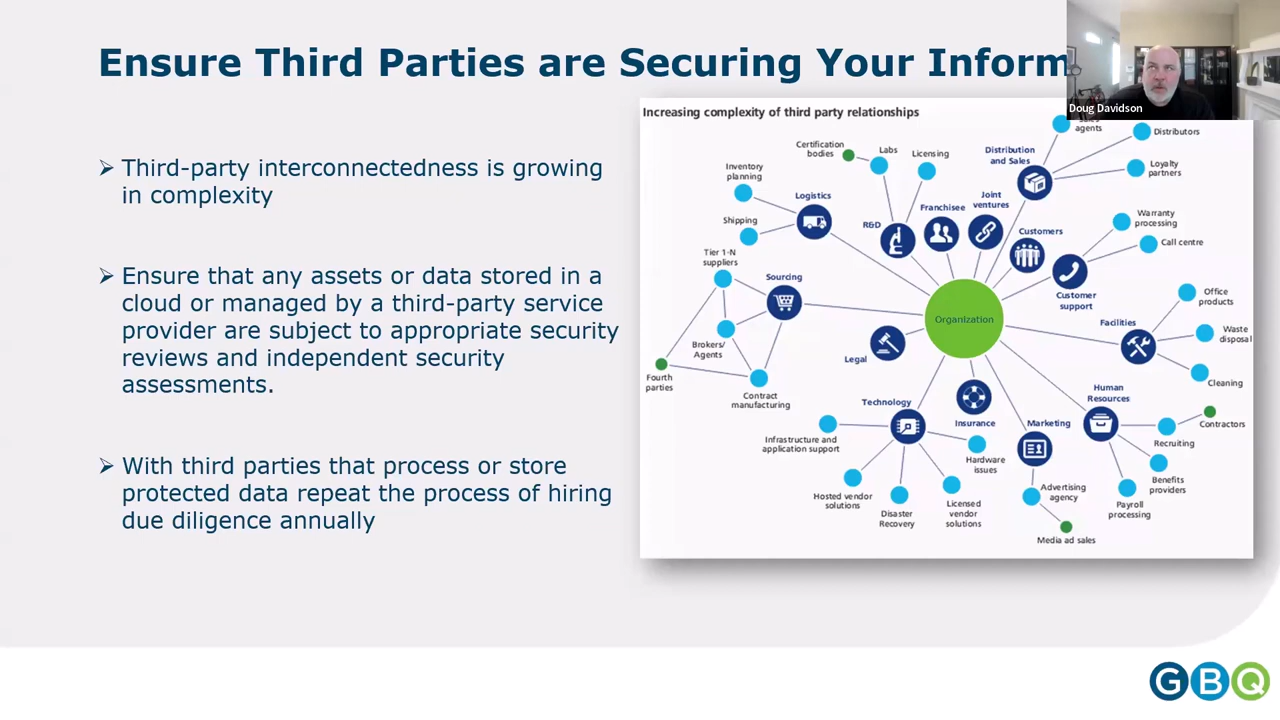 Ensure Third Parties are Securing Your Inform
Doug Davidson
Third-party interconnectedness is growing
in complexity
Ensure that any assets or data stored in a
cloud or managed by a third-party service
provider are subject to appropriate security
reviews and independent security
assessments.
With third parties that process or store
protected data repeat the process of hiring
due diligence annually
Increasing complexity of third party relationships
agents
Distributors
Distribution
and Sales
Loyalty
partners
Certification
bodies
Labs
Licensing
Inventory
planning
Logistics
Shipping
R&D
Franchisee
Joint
ventures
Customers
Warranty
processing
Call centre
Customer
support
Tier 1-N
suppliers
Sourcing
Brokers/
Agents
Fourth
parties
Contract
manufacturing
Organization
Legal
Facilities
Office
products
Waste
disposal
Cleaning
Technology
Insurance
Marketing
Human
Resources
Contractors
Recruiting
Benefits
providers
Payroll
processing
Infrastructure and
application support
Hosted vendor
solutions
Disaster
Recovery
Licensed
vendor
solutions
Hardware
issues
Advertising
agency
Media ad sales
GBQ